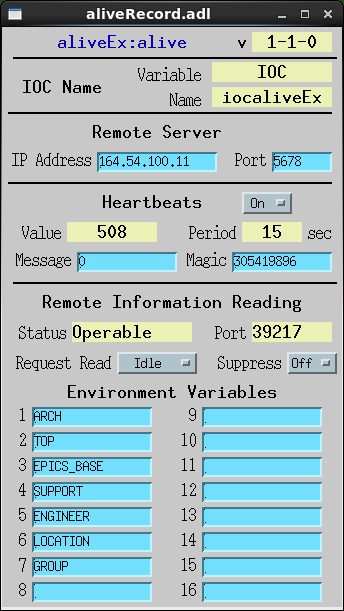 aliveRecord.adl
aliveEx:alive v 1-1-0
IOC Name Variable IOC
Name iocaliveEx
Remote Server
IP Address 164.54.100.11 Port 5678
Heartbeats On
Value 508 Period 15 sec
Message 0 Magic 305419896
Remote Information Reading
Status Operable Port 39217
Request Read Idle Suppress Off
Environment Variables
1 ARCH 9
2 TOP 10
3 EPICS_BASE 11
4 SUPPORT 12
5 ENGINEER 13
6 LOCATION 14
7 GROUP 15
8 16